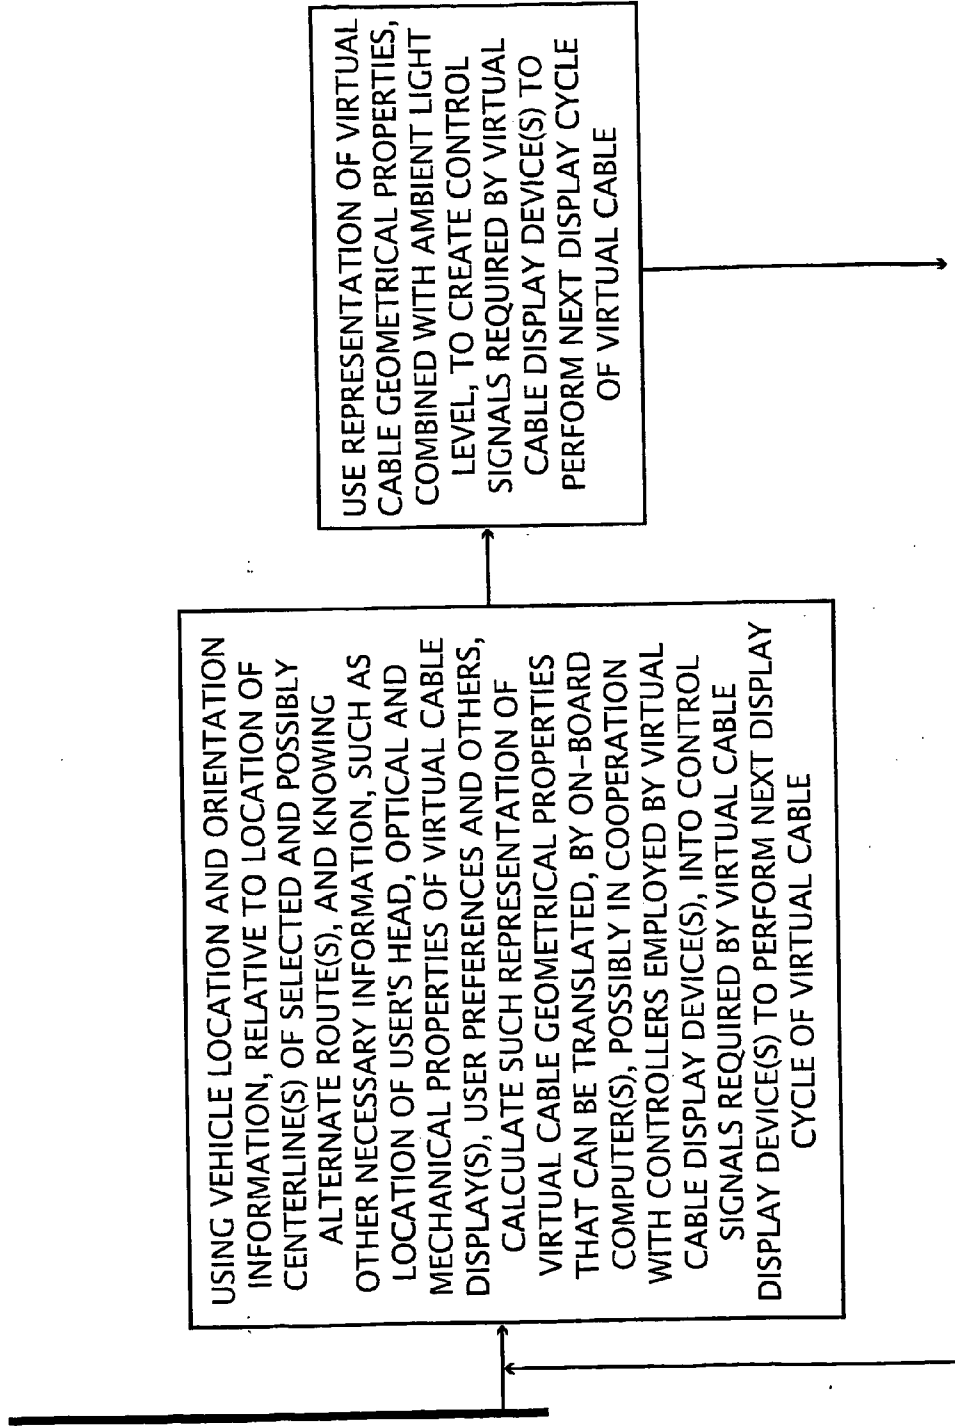 USING VEHICLE LOCATION AND ORIENTATION
INFORMATION, RELATIVE TO LOCATION OF
CENTERLINE(S) OF SELECTED AND POSSIBLY
ALTERNATE ROUTE(S), AND KNOWING
OTHER NECESSARY INFORMATION, SUCH AS
LOCATION OF USER'S HEAD, OPTICAL AND
MECHANICAL PROPERTIES OF VIRTUAL CABLE
DISPLAY(S), USER PREFERENCES AND OTHERS,
CALCULATE SUCH REPRESENTATION OF
VIRTUAL CABLE GEOMETRICAL PROPERTIES
THAT CAN BE TRANSLATED, BY ON-BOARD
COMPUTER(S), POSSIBLY IN COOPERATION
WITH CONTROLLERS EMPLOYED BY VIRTUAL
CABLE DISPLAY DEVICE(S), INTO CONTROL
SIGNALS REQUIRED BY VIRTUAL CABLE
DISPLAY DEVICE(S) TO PERFORM NEXT DISPLAY
CYCLE OF VIRTUAL CABLE
USE REPRESENTATION OF VIRTUAL
CABLE GEOMETRICAL PROPERTIES,
COMBINED WITH AMBIENT LIGHT
LEVEL, TO CREATE CONTROL
SIGNALS REQUIRED BY VIRTUAL
CABLE DISPLAY DEVICE(S) TO
PERFORM NEXT DISPLAY CYCLE
OF VIRTUAL CABLE